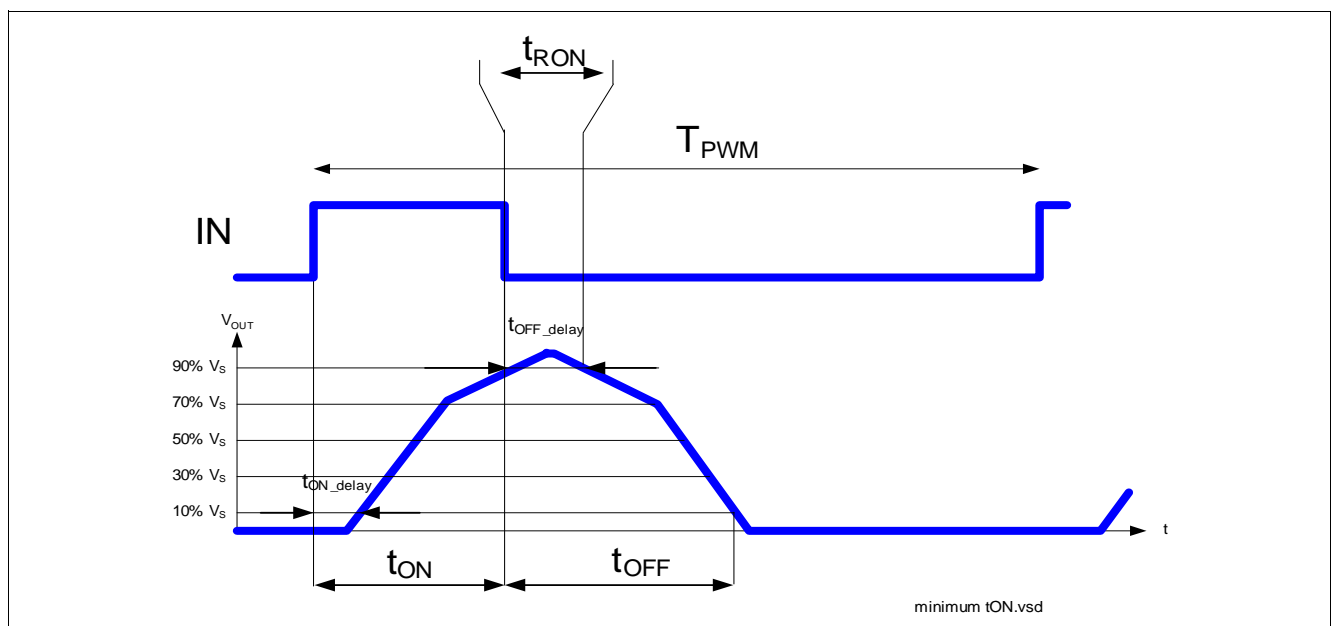 tRON
TPWM
IN
VOUT
tOFF_delay
90% VS
70% VS
50% VS
30% VS
tON_delay
10% VS
t
tON
tOFF
minimum tON.vsd